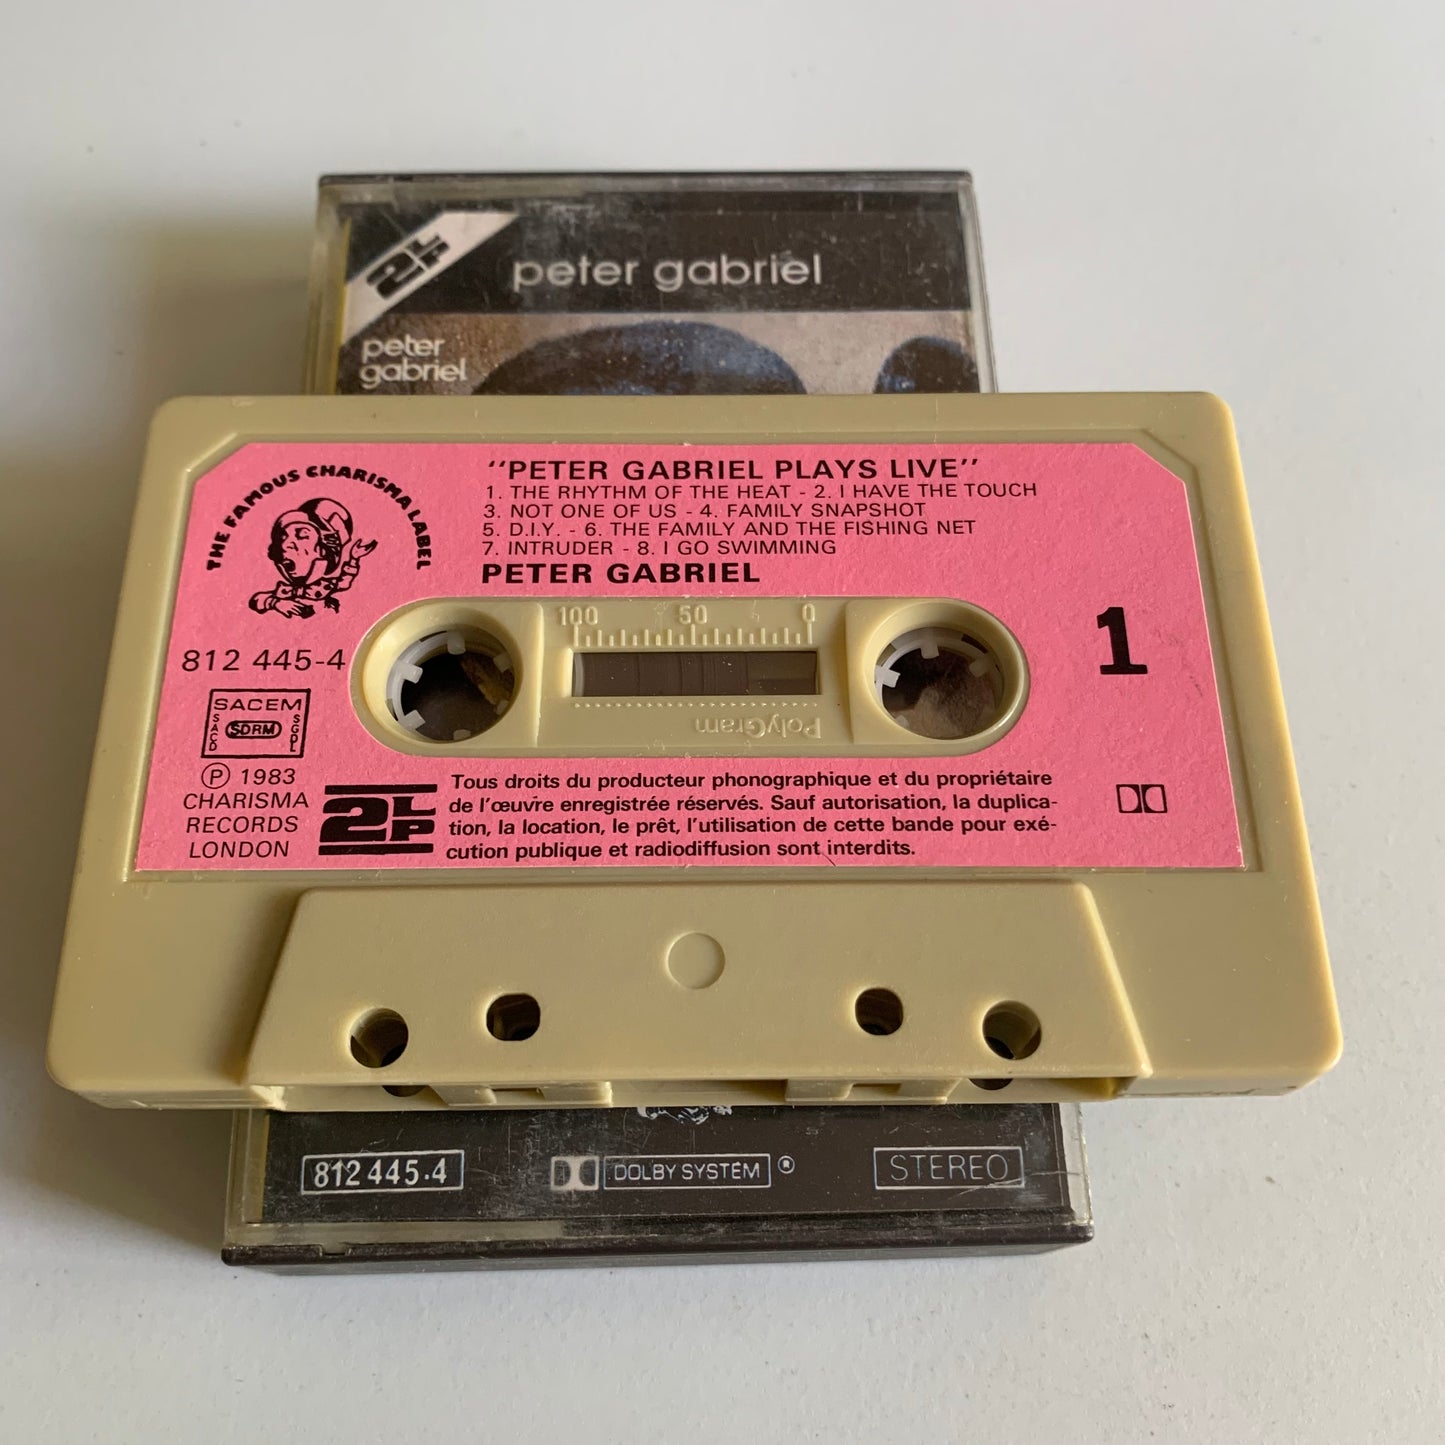 2LP
peter gabriel
peter
gabriel
THE FAMOUS CHARISMA LABEL
"PETER GABRIEL PLAYS LIVE"
1. THE RHYTHM OF THE HEAT - 2. I HAVE THE TOUCH
3. NOT ONE OF US - 4. FAMILY SNAPSHOT
5. D.I.Y. - 6. THE FAMILY AND THE FISHING NET
7. INTRUDER - 8. I GO SWIMMING
PETER GABRIEL
100 50 0
812 445-4
1
PolyGram
SACEM
SACD SDRM SGDL
Ⓟ 1983
CHARISMA
RECORDS
LONDON
2LP
Tous droits du producteur phonographique et du propriétaire
de l'œuvre enregistrée réservés. Sauf autorisation, la duplica-
tion, la location, le prêt, l'utilisation de cette bande pour exé-
cution publique et radiodiffusion sont interdits.
812 445-4 DOLBY SYSTEM ® STEREO